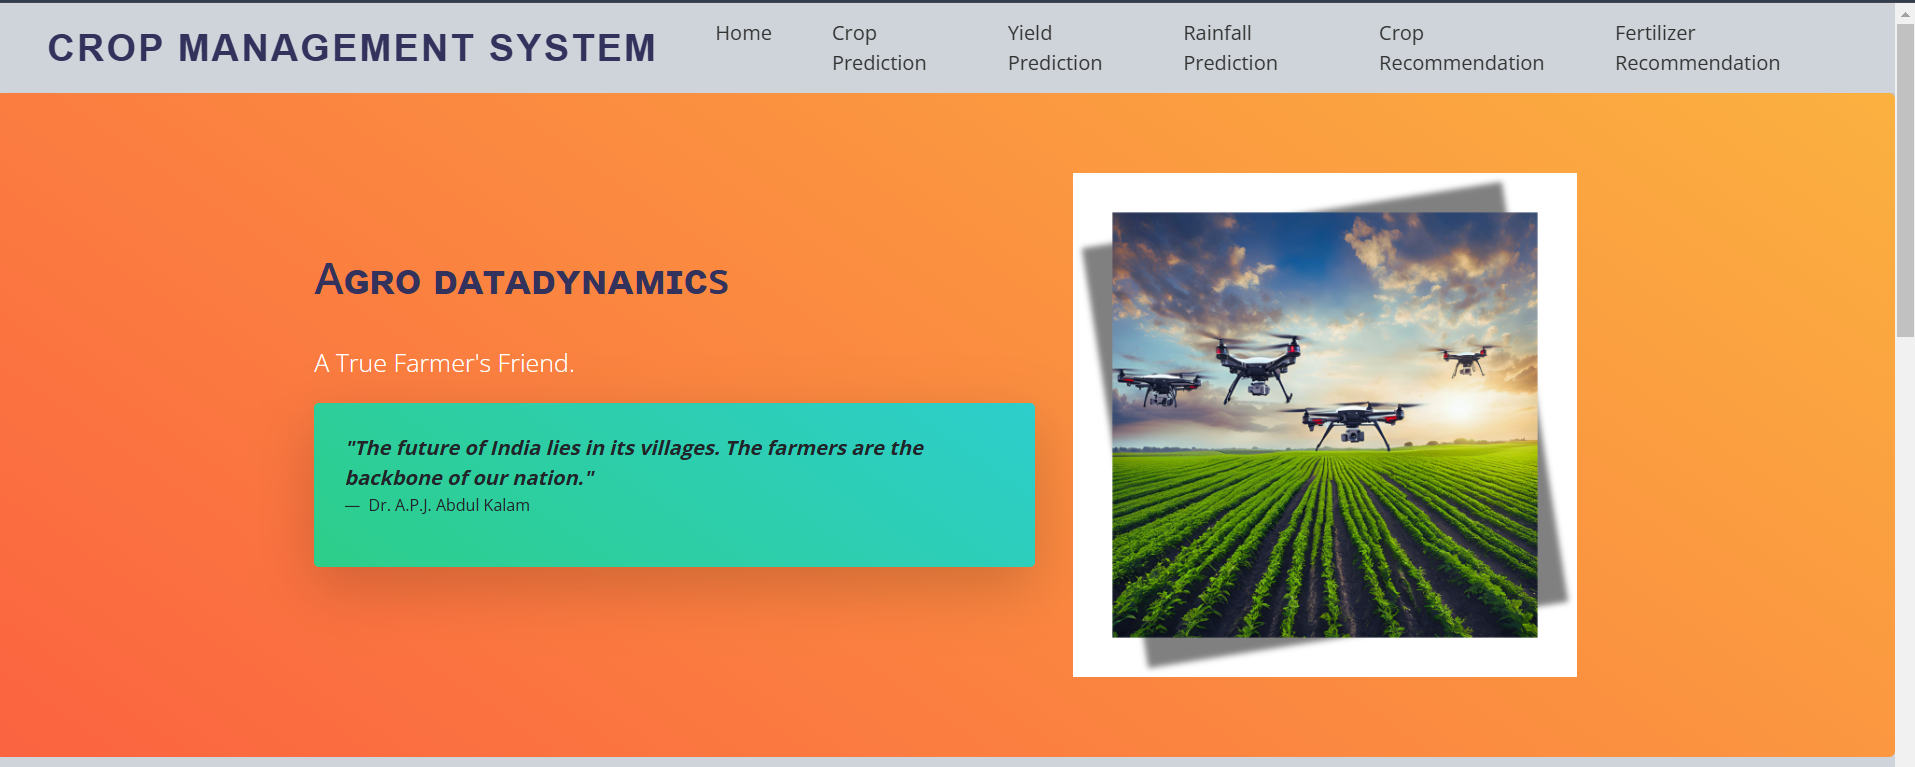 CROP MANAGEMENT SYSTEM
Home
Crop
Prediction
Yield
Prediction
Rainfall
Prediction
Crop
Recommendation
Fertilizer
Recommendation
Agro datadynamics
A True Farmer's Friend.
"The future of India lies in its villages. The farmers are the
backbone of our nation."
— Dr. A.P.J. Abdul Kalam